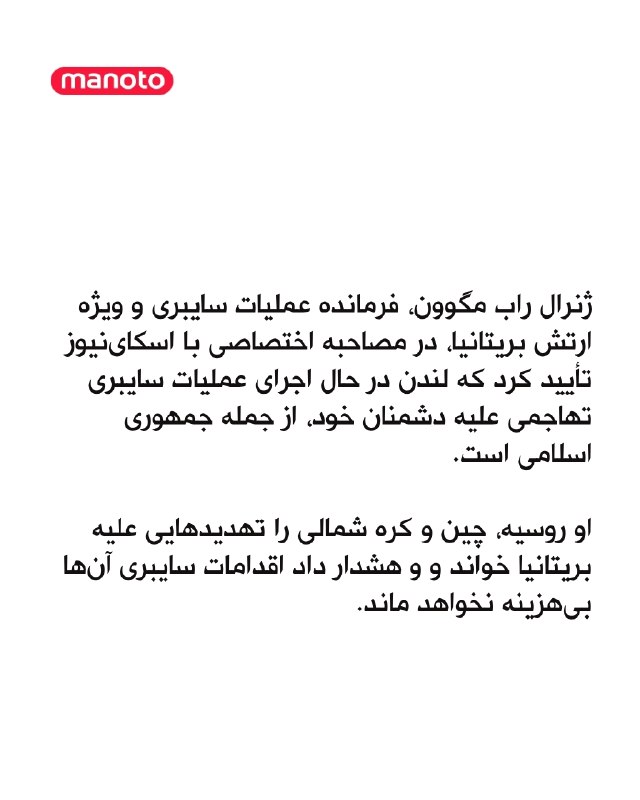 manoto
ژنرال راب مگوون، فرمانده عملیات سایبری و ویژه
ارتش بریتانیا، در مصاحبه اختصاصی با اسکای‌نیوز
تأیید کرد که لندن در حال اجرای عملیات سایبری
تهاجمی علیه دشمنان خود، از جمله جمهوری
اسلامی است.
او روسیه، چین و کره شمالی را تهدیدهایی علیه
بریتانیا خواند و و هشدار داد اقدامات سایبری آن‌ها
بی‌هزینه نخواهد ماند.